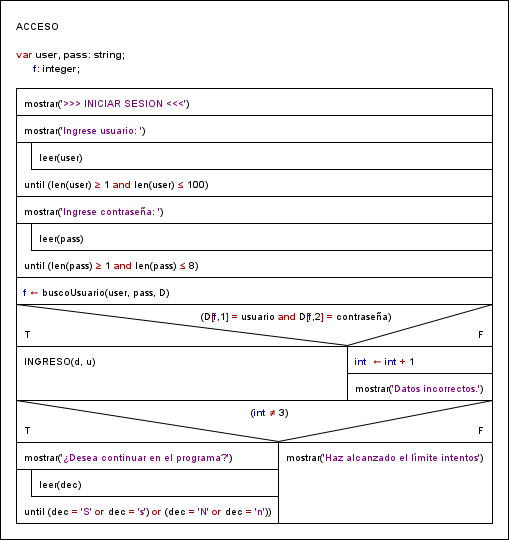 ACCESO
var user, pass: string;
f: integer;
mostrar('>>> INICIAR SESION <<<')
mostrar('Ingrese usuario: ')
leer(user)
until (len(user) ≥ 1 and len(user) ≤ 100)
mostrar('Ingrese contraseña: ')
leer(pass)
until (len(pass) ≥ 1 and len(pass) ≤ 8)
f ← buscoUsuario(user, pass, D)
(D[f,1] = usuario and D[f,2] = contraseña)
T F
INGRESO(d, u)
int ← int + 1
mostrar('Datos incorrectos.')
(int ≠ 3)
T F
mostrar('¿Desea continuar en el programa?')
leer(dec)
until (dec = 'S' or dec = 's') or (dec = 'N' or dec = 'n'))
mostrar('Haz alcanzado el límite intentos')